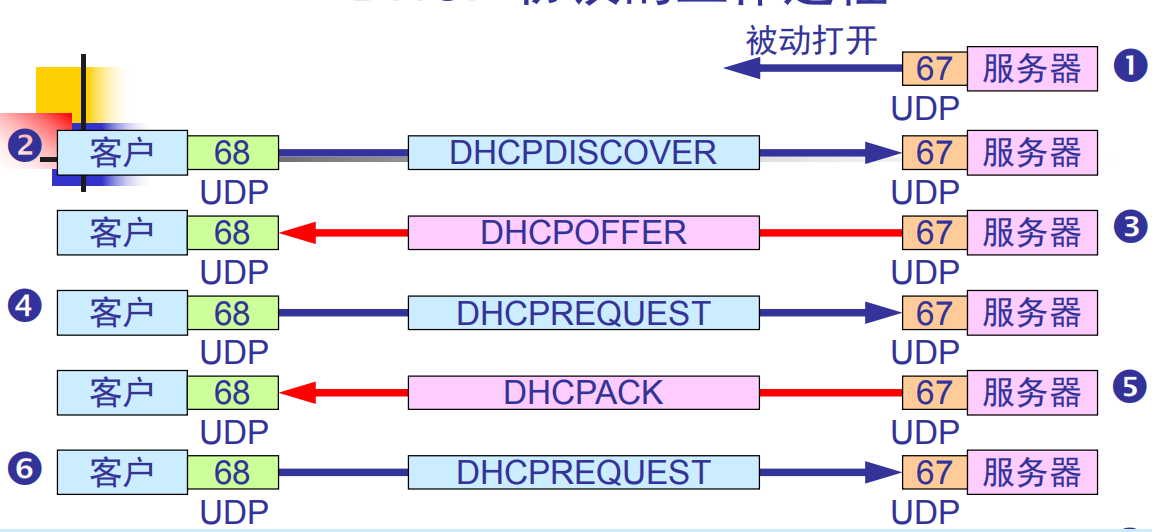 被动打开
67 服务器 ❶
UDP
❷ 客户 68 DHCPDISCOVER 67 服务器
UDP UDP
客户 68 DHCPOFFER 67 服务器 ❸
UDP UDP
❹ 客户 68 DHCPREQUEST 67 服务器
UDP UDP
客户 68 DHCPACK 67 服务器 ❺
UDP UDP
❻ 客户 68 DHCPREQUEST 67 服务器
UDP UDP